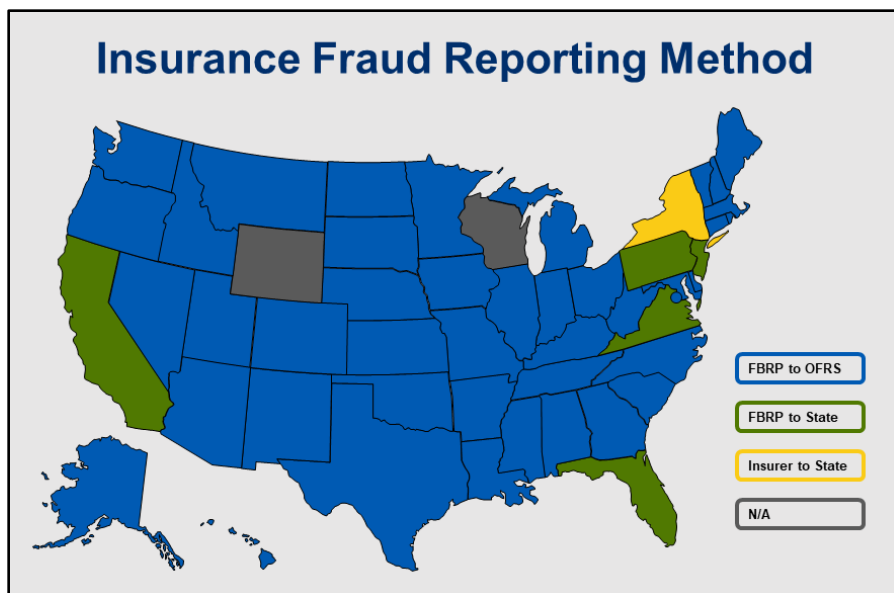 Insurance Fraud Reporting Method
FBRP to OFRS
FBRP to State
Insurer to State
N/A